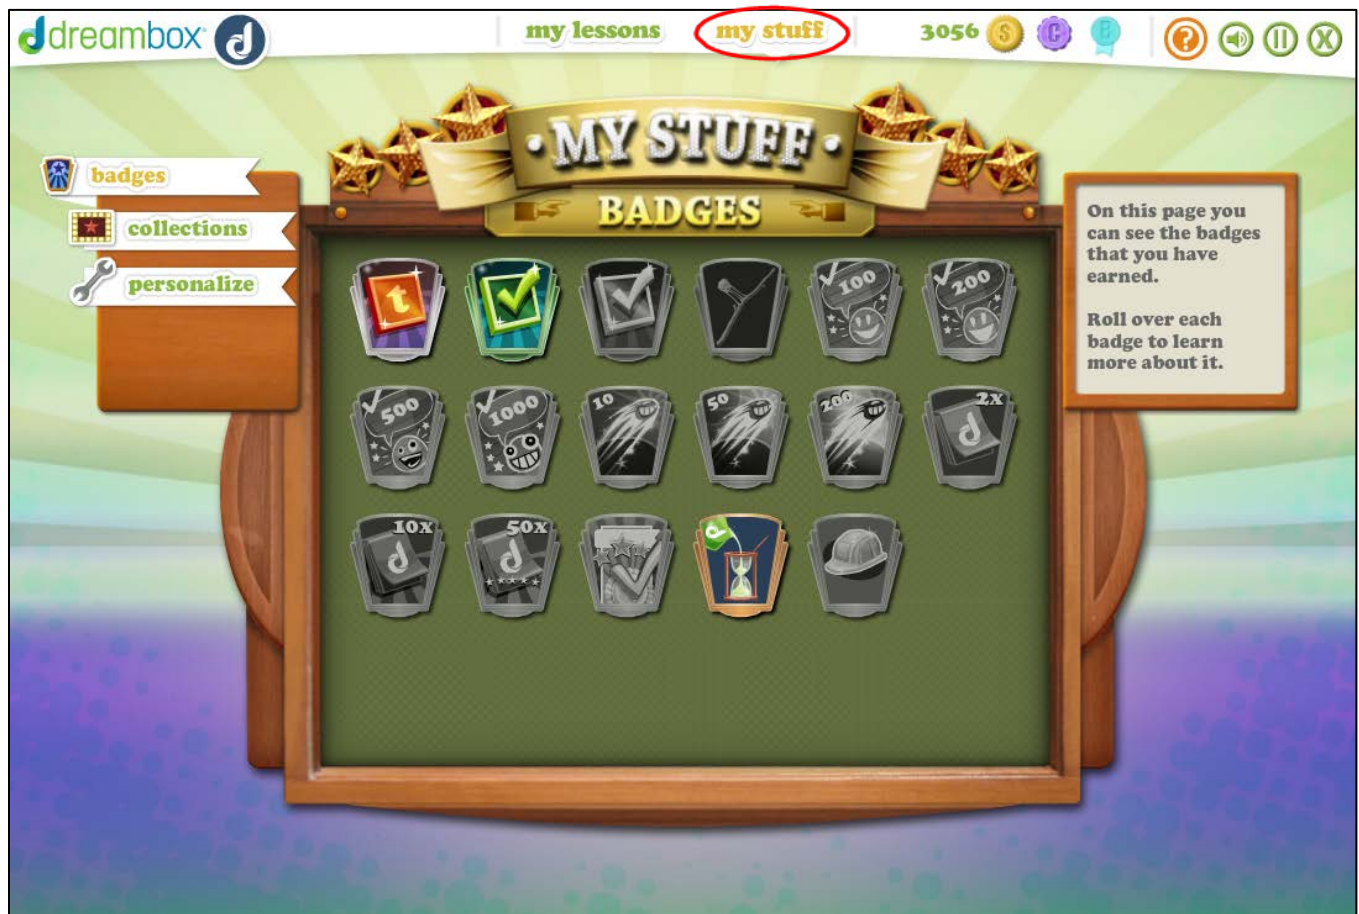 dreambox d
my lessons
my stuff
3056 S C B
? X
• MY STUFF •
BADGES
badges
collections
personalize
On this page you
can see the badges
that you have
earned.
Roll over each
badge to learn
more about it.
t
100
200
500
1000
10
50
200
2x
d
10x
d
50x
d
d